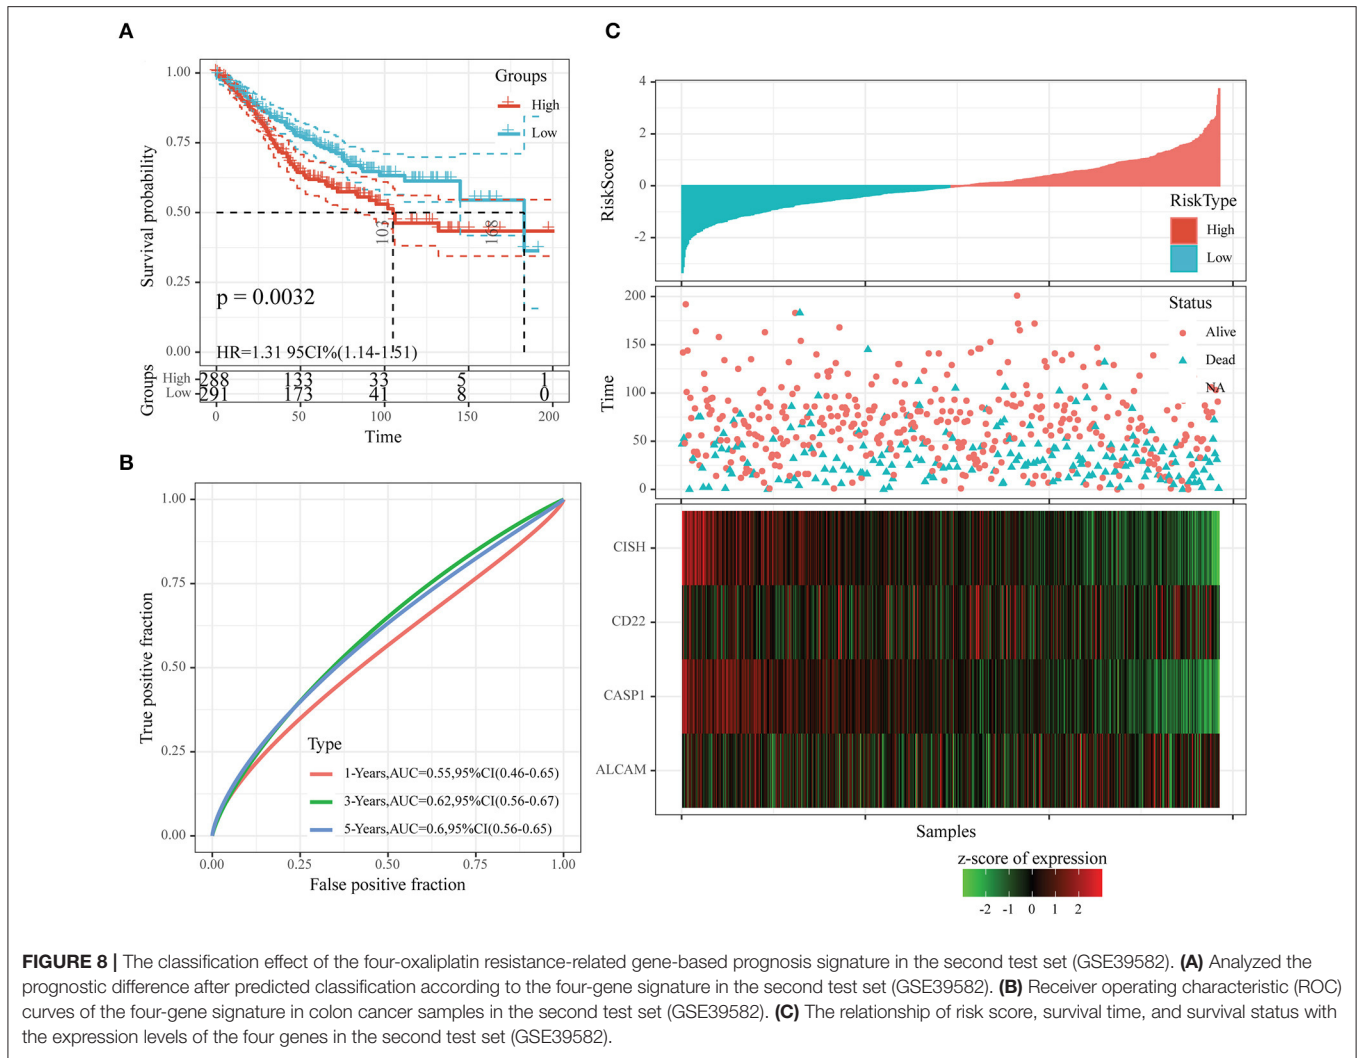 A
1.00
0.75
0.50
0.25
0.00
Survival probability
Groups
High
Low
103
168
p = 0.0032
HR=1.31 95CI%(1.14-1.51)
Groups
High 288 133 33 5 1
Low 291 173 41 8 0
0 50 100 150 200
Time
B
1.00
0.75
0.50
0.25
0.00
True positive fraction
Type
1-Years,AUC=0.55,95%CI(0.46-0.65)
3-Years,AUC=0.62,95%CI(0.56-0.67)
5-Years,AUC=0.6,95%CI(0.56-0.65)
0.00 0.25 0.50 0.75 1.00
False positive fraction
C
4
2
0
-2
RiskScore
RiskType
High
Low
200
150
100
50
0
Time
Status
Alive
Dead
NA
CISH
CD22
CASP1
ALCAM
Samples
z-score of expression
-2 -1 0 1 2
FIGURE 8 | The classification effect of the four-oxaliplatin resistance-related gene-based prognosis signature in the second test set (GSE39582). (A) Analyzed the
prognostic difference after predicted classification according to the four-gene signature in the second test set (GSE39582). (B) Receiver operating characteristic (ROC)
curves of the four-gene signature in colon cancer samples in the second test set (GSE39582). (C) The relationship of risk score, survival time, and survival status with
the expression levels of the four genes in the second test set (GSE39582).